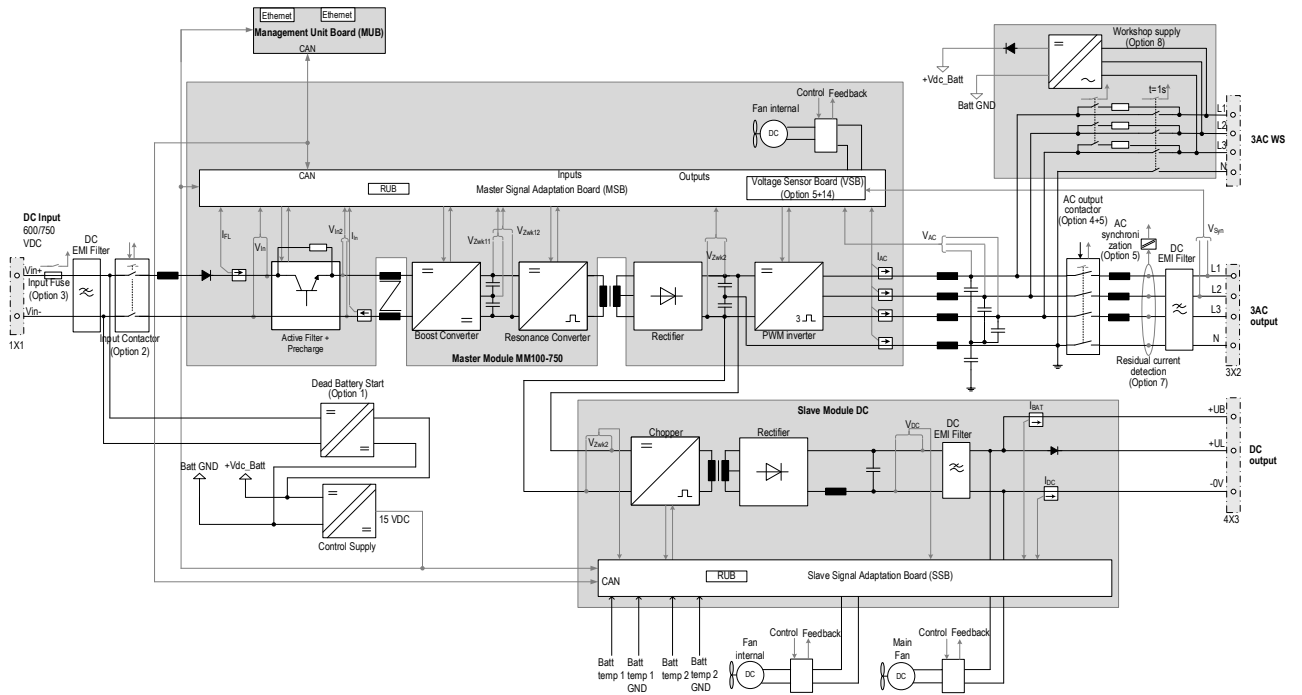 Ethernet
Ethernet
Management Unit Board (MUB)
CAN
Workshop supply
(Option 8)
+Vdc_Batt
Batt GND
t=1s
L1
L2
L3
N
3AC WS
Control
Feedback
Fan internal
DC
CAN
Inputs
Outputs
RUB
Master Signal Adaptation Board (MSB)
Voltage Sensor Board (VSB)
(Option 5+14)
DC Input
600/750
VDC
DC
EMI Filter
IFL
Vin
Vin2
Iin
VZwk11
VZwk12
VZwk2
VAC
IAC
AC output
contactor
(Option 4+5)
AC
synchroni
zation
(Option 5)
VSyn
DC
EMI Filter
Vin+
Input Fuse
(Option 3)
Vin-
1X1
Input Contactor
(Option 2)
Active Filter +
Precharge
Boost Converter
Resonance Converter
Master Module MM100-750
Rectifier
3
PWM inverter
L1
L2
L3
N
3AC
output
3X2
Residual current
detection
(Option 7)
Dead Battery Start
(Option 1)
Batt GND
+Vdc_Batt
15 VDC
Control Supply
Slave Module DC
IBAT
VZwk2
Chopper
Rectifier
VDC
DC
EMI Filter
IDC
+UB
+UL
-0V
DC
output
4X3
RUB
Slave Signal Adaptation Board (SSB)
CAN
Batt
temp 1
Batt
temp 1
GND
Batt
temp 2
Batt
temp 2
GND
Fan
internal
Control
Feedback
DC
Main
Fan
Control
Feedback
DC